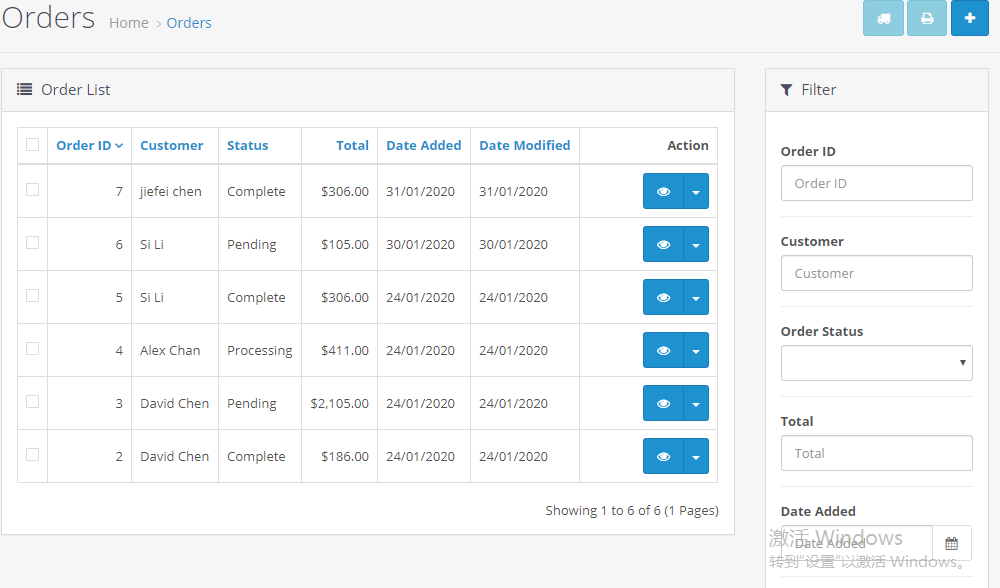 Orders Home › Orders
Order List
Order ID Customer Status Total Date Added Date Modified Action
7 jiefei chen Complete $306.00 31/01/2020 31/01/2020
6 Si Li Pending $105.00 30/01/2020 30/01/2020
5 Si Li Complete $306.00 24/01/2020 24/01/2020
4 Alex Chan Processing $411.00 24/01/2020 24/01/2020
3 David Chen Pending $2,105.00 24/01/2020 24/01/2020
2 David Chen Complete $186.00 24/01/2020 24/01/2020
Showing 1 to 6 of 6 (1 Pages)
Filter
Order ID
Order ID
Customer
Customer
Order Status
Total
Total
Date Added
Date Added
激活 Windows
转到"设置"以激活 Windows。